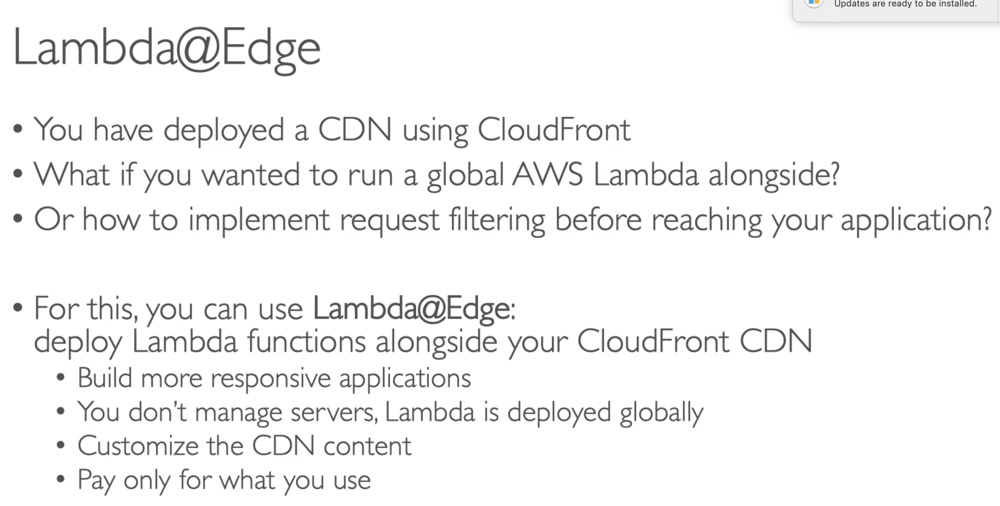 Updates are ready to be installed.
Lambda@Edge
• You have deployed a CDN using CloudFront
• What if you wanted to run a global AWS Lambda alongside?
• Or how to implement request filtering before reaching your application?
• For this, you can use Lambda@Edge:
deploy Lambda functions alongside your CloudFront CDN
• Build more responsive applications
• You don’t manage servers, Lambda is deployed globally
• Customize the CDN content
• Pay only for what you use